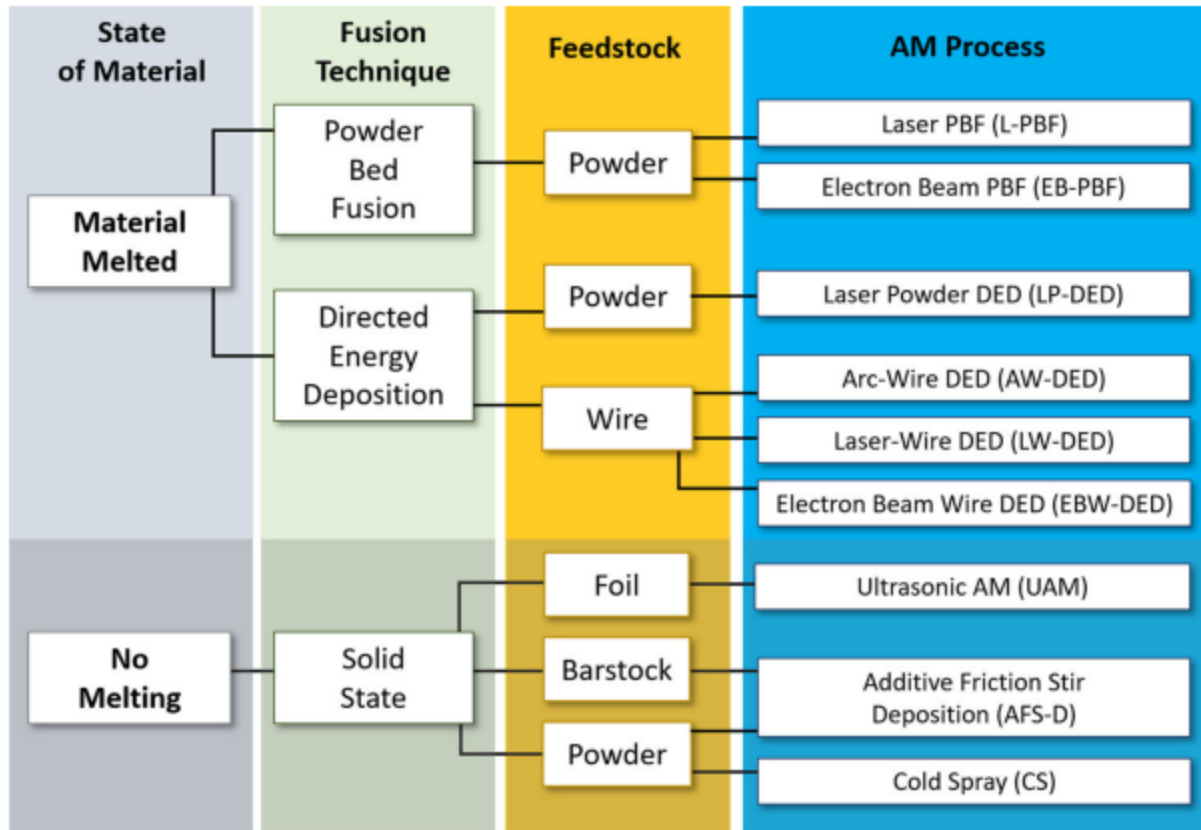 State
of Material
Fusion
Technique
Feedstock
AM Process
Material
Melted
Powder
Bed
Fusion
Powder
Laser PBF (L-PBF)
Electron Beam PBF (EB-PBF)
Directed
Energy
Deposition
Powder
Laser Powder DED (LP-DED)
Wire
Arc-Wire DED (AW-DED)
Laser-Wire DED (LW-DED)
Electron Beam Wire DED (EBW-DED)
No
Melting
Solid
State
Foil
Ultrasonic AM (UAM)
Barstock
Additive Friction Stir
Deposition (AFS-D)
Powder
Cold Spray (CS)